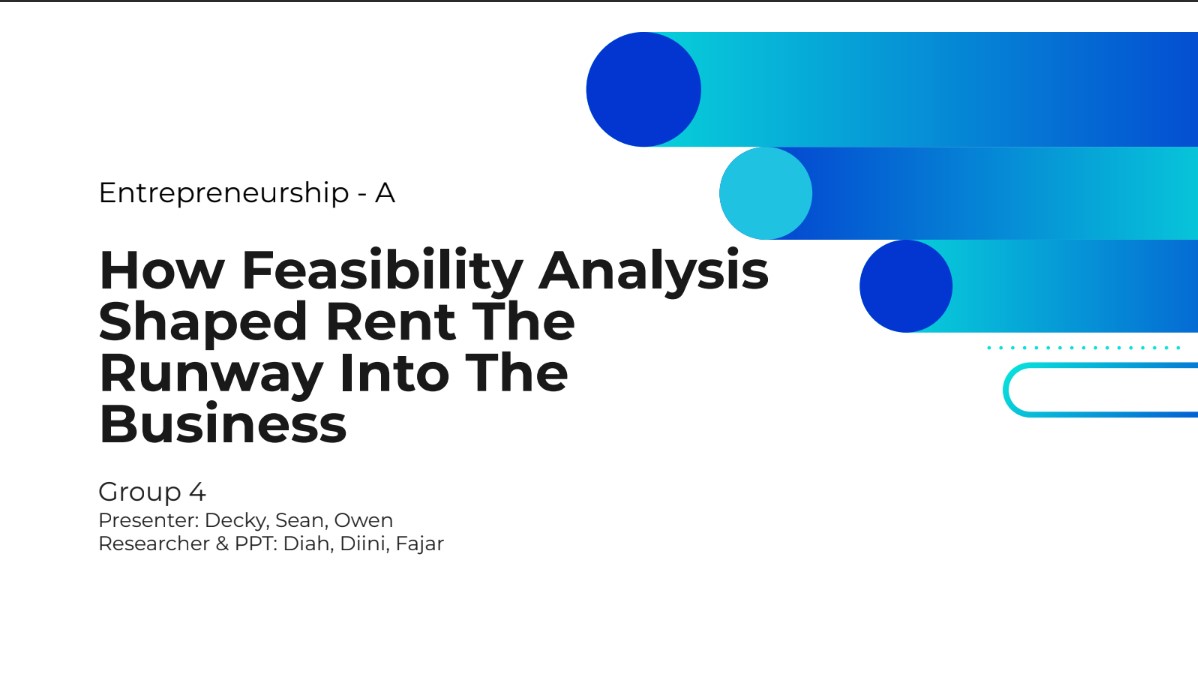 Entrepreneurship - A
How Feasibility Analysis
Shaped Rent The
Runway Into The
Business
Group 4
Presenter: Decky, Sean, Owen
Researcher & PPT: Diah, Diini, Fajar